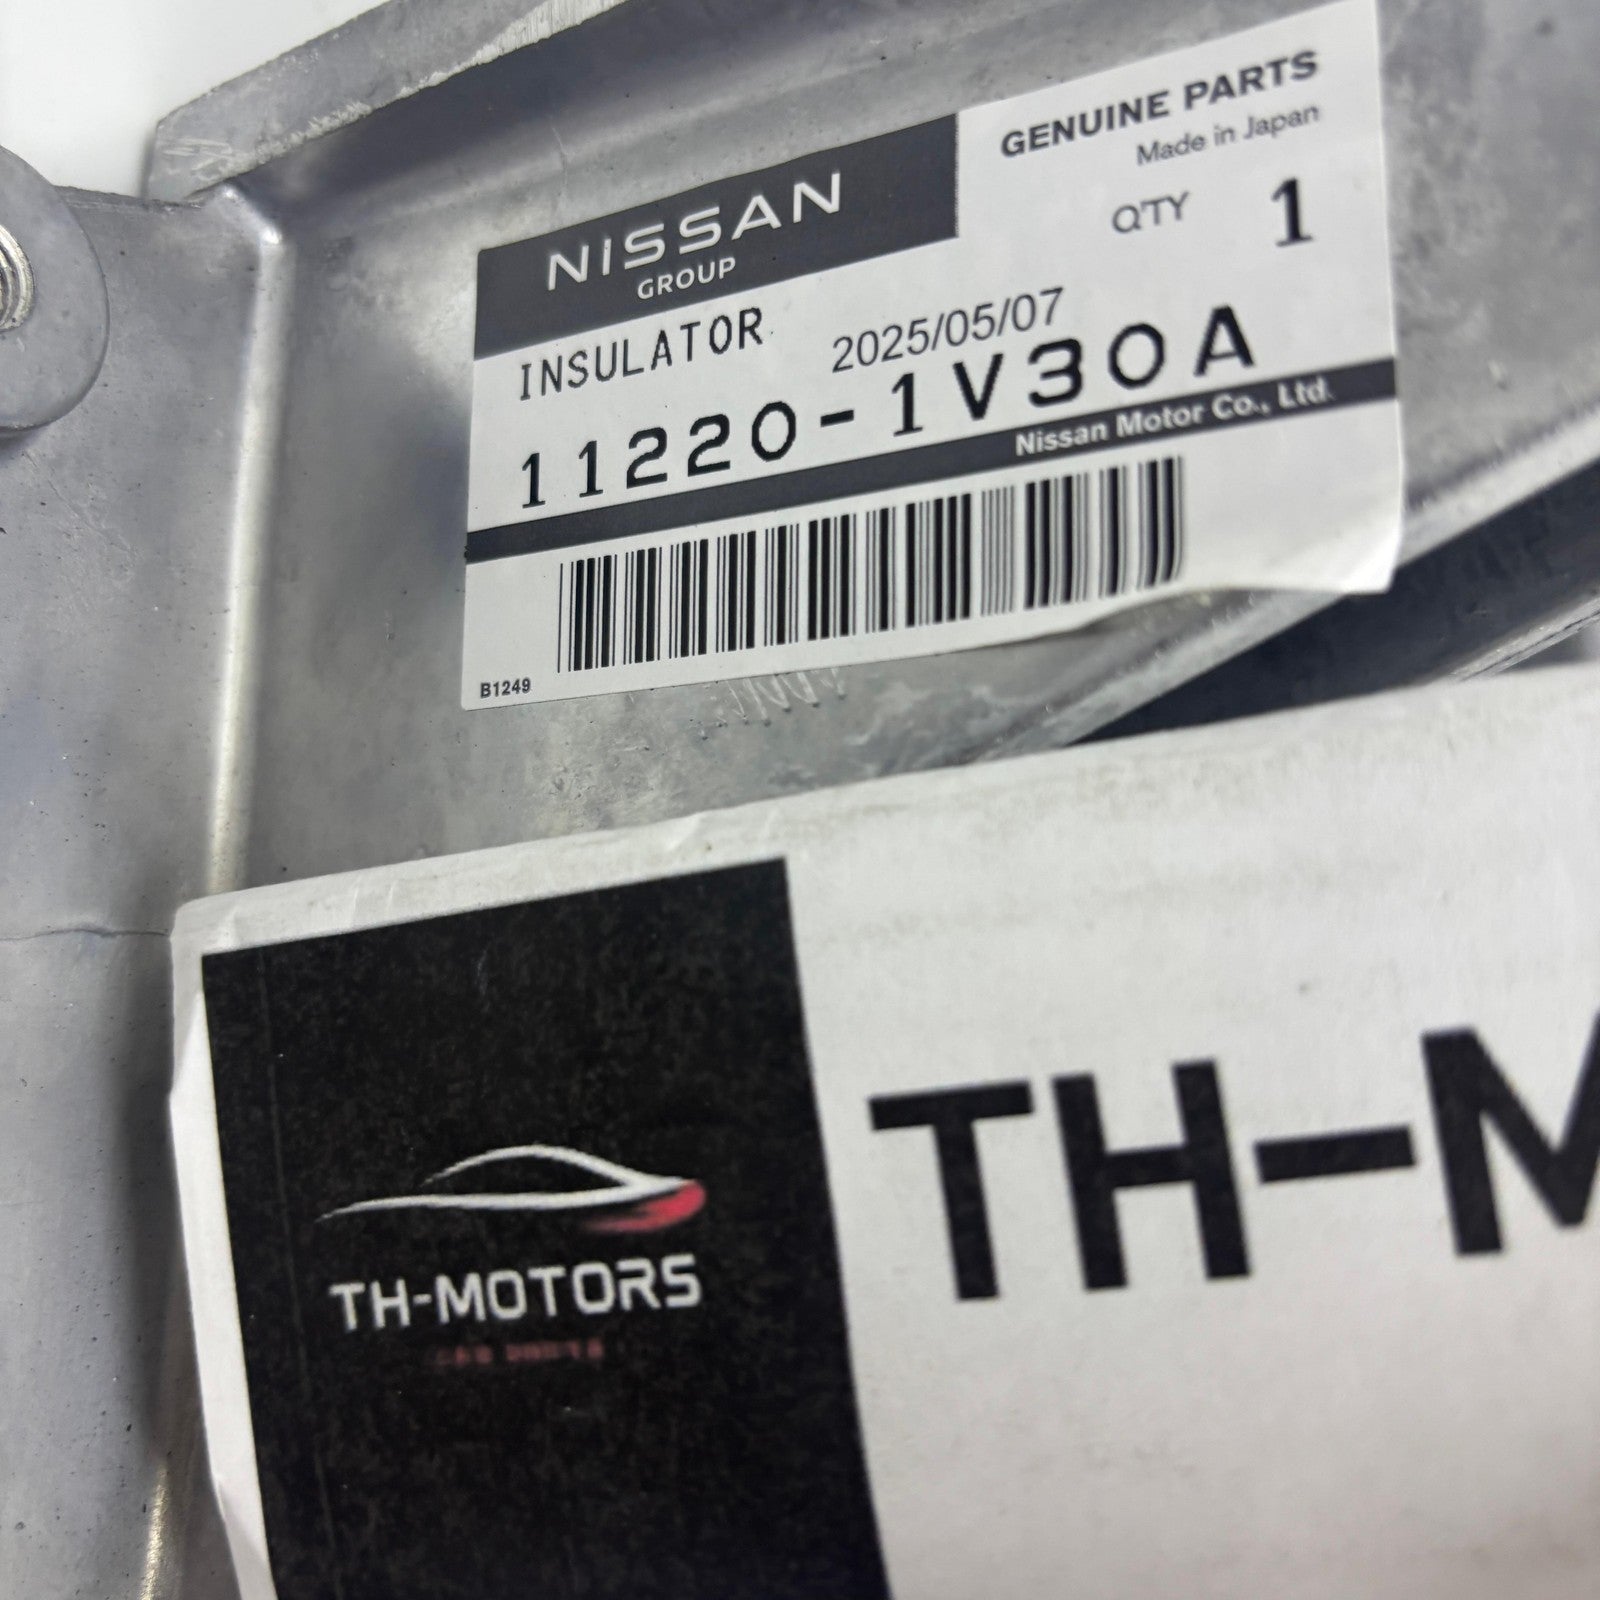 GENUINE PARTS
Made in Japan
NISSAN
GROUP
Q'TY 1
INSULATOR 2025/05/07
11220-1V30A
Nissan Motor Co., Ltd.
B1249
TH-M
TH-MOTORS